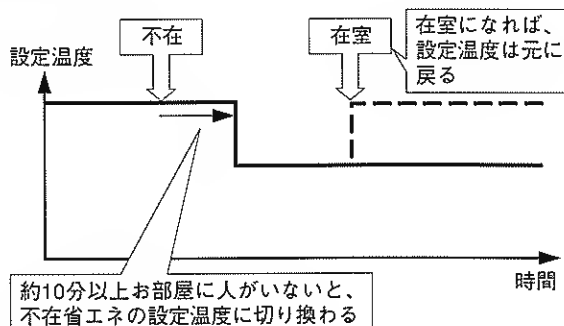 不在
在室
在室になれば、
設定温度は元に
戻る
設定温度
時間
約10分以上お部屋に人がいないと、
不在省エネの設定温度に切り換わる